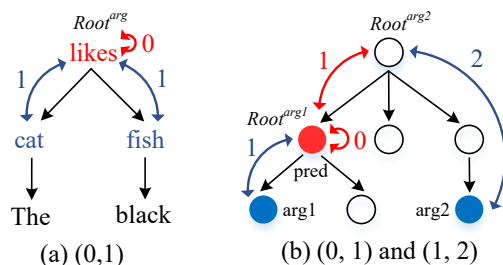 Root^arg
likes 0
1 1
cat fish
The black
(a) (0,1)
Root^arg2
1 2
Root^arg1
1 0
pred
arg1 arg2
(b) (0, 1) and (1, 2)